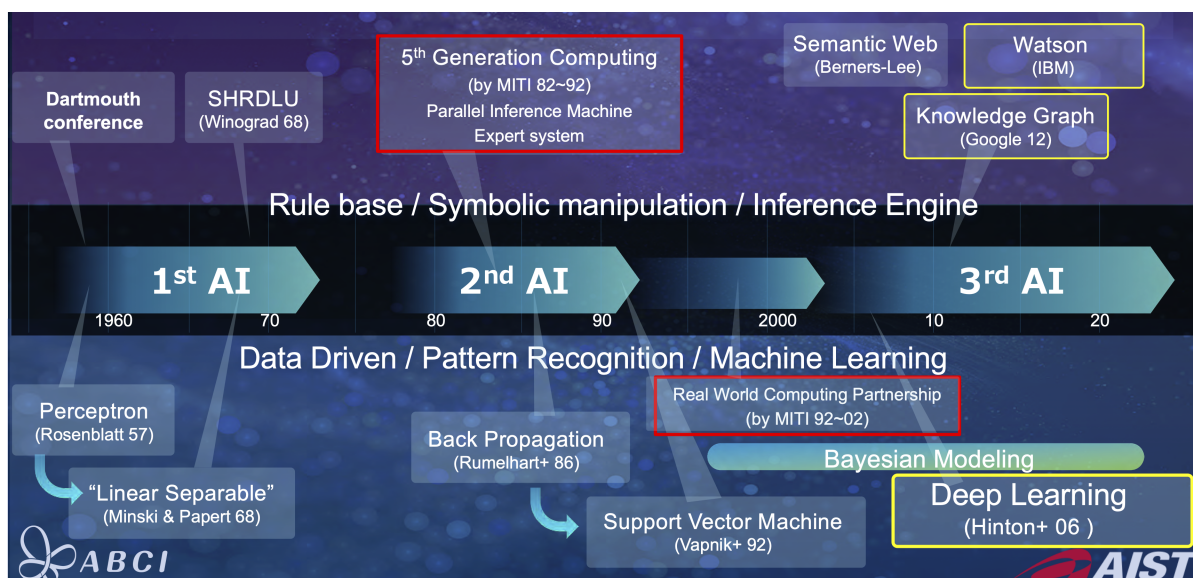 Dartmouth
conference
SHRDLU
(Winograd 68)
5th Generation Computing
(by MITI 82~92)
Parallel Inference Machine
Expert system
Semantic Web
(Berners-Lee)
Watson
(IBM)
Knowledge Graph
(Google 12)
Rule base / Symbolic manipulation / Inference Engine
1st AI
2nd AI
3rd AI
1960
70
80
90
2000
10
20
Data Driven / Pattern Recognition / Machine Learning
Perceptron
(Rosenblatt 57)
“Linear Separable”
(Minski & Papert 68)
Back Propagation
(Rumelhart+ 86)
Support Vector Machine
(Vapnik+ 92)
Real World Computing Partnership
(by MITI 92~02)
Bayesian Modeling
Deep Learning
(Hinton+ 06 )
ABCI
AIST